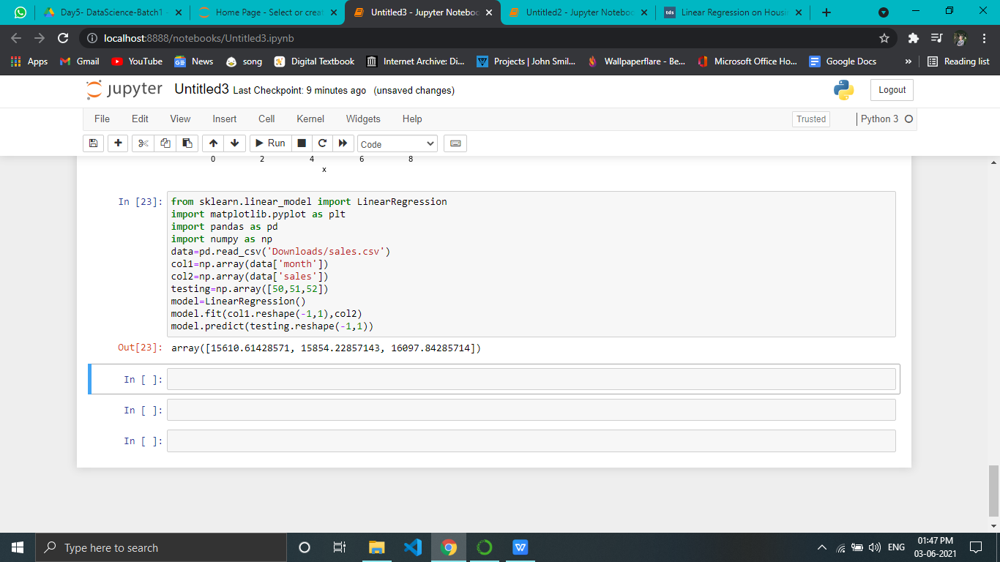 Day5- DataScience-Batch1 -
Home Page - Select or creat
Untitled3 - Jupyter Noteboo
Untitled2 - Jupyter Noteboo
tds Linear Regression on Housi
localhost:8888/notebooks/Untitled3.ipynb
Apps Gmail YouTube News song Digital Textbook Internet Archive: Di... Projects | John Smil... Wallpaperflare - Be... Microsoft Office Ho... Google Docs » Reading list
jupyter Untitled3 Last Checkpoint: 9 minutes ago (unsaved changes) Logout
File Edit View Insert Cell Kernel Widgets Help Trusted Python 3
Run Code
0 2 4 6 8
x
In [23]: from sklearn.linear_model import LinearRegression
import matplotlib.pyplot as plt
import pandas as pd
import numpy as np
data=pd.read_csv('Downloads/sales.csv')
col1=np.array(data['month'])
col2=np.array(data['sales'])
testing=np.array([50,51,52])
model=LinearRegression()
model.fit(col1.reshape(-1,1),col2)
model.predict(testing.reshape(-1,1))
Out[23]: array([15610.61428571, 15854.22857143, 16097.84285714])
In [ ]:
In [ ]:
In [ ]:
Type here to search
ENG
01:47 PM
03-06-2021